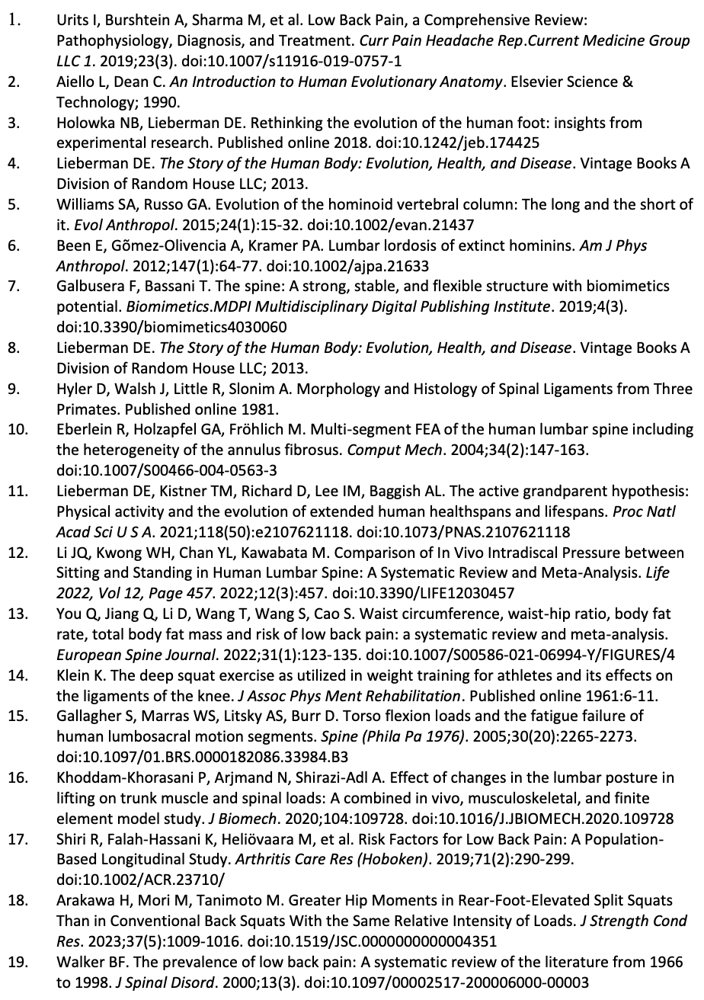 1. Urits I, Burshtein A, Sharma M, et al. Low Back Pain, a Comprehensive Review:
Pathophysiology, Diagnosis, and Treatment. Curr Pain Headache Rep.Current Medicine Group
LLC 1. 2019;23(3). doi:10.1007/s11916-019-0757-1
2. Aiello L, Dean C. An Introduction to Human Evolutionary Anatomy. Elsevier Science &
Technology; 1990.
3. Holowka NB, Lieberman DE. Rethinking the evolution of the human foot: insights from
experimental research. Published online 2018. doi:10.1242/jeb.174425
4. Lieberman DE. The Story of the Human Body: Evolution, Health, and Disease. Vintage Books A
Division of Random House LLC; 2013.
5. Williams SA, Russo GA. Evolution of the hominoid vertebral column: The long and the short of
it. Evol Anthropol. 2015;24(1):15-32. doi:10.1002/evan.21437
6. Been E, Gõmez-Olivencia A, Kramer PA. Lumbar lordosis of extinct hominins. Am J Phys
Anthropol. 2012;147(1):64-77. doi:10.1002/ajpa.21633
7. Galbusera F, Bassani T. The spine: A strong, stable, and flexible structure with biomimetics
potential. Biomimetics.MDPI Multidisciplinary Digital Publishing Institute. 2019;4(3).
doi:10.3390/biomimetics4030060
8. Lieberman DE. The Story of the Human Body: Evolution, Health, and Disease. Vintage Books A
Division of Random House LLC; 2013.
9. Hyler D, Walsh J, Little R, Slonim A. Morphology and Histology of Spinal Ligaments from Three
Primates. Published online 1981.
10. Eberlein R, Holzapfel GA, Fröhlich M. Multi-segment FEA of the human lumbar spine including
the heterogeneity of the annulus fibrosus. Comput Mech. 2004;34(2):147-163.
doi:10.1007/S00466-004-0563-3
11. Lieberman DE, Kistner TM, Richard D, Lee IM, Baggish AL. The active grandparent hypothesis:
Physical activity and the evolution of extended human healthspans and lifespans. Proc Natl
Acad Sci U S A. 2021;118(50):e2107621118. doi:10.1073/PNAS.2107621118
12. Li JQ, Kwong WH, Chan YL, Kawabata M. Comparison of In Vivo Intradiscal Pressure between
Sitting and Standing in Human Lumbar Spine: A Systematic Review and Meta-Analysis. Life
2022, Vol 12, Page 457. 2022;12(3):457. doi:10.3390/LIFE12030457
13. You Q, Jiang Q, Li D, Wang T, Wang S, Cao S. Waist circumference, waist-hip ratio, body fat
rate, total body fat mass and risk of low back pain: a systematic review and meta-analysis.
European Spine Journal. 2022;31(1):123-135. doi:10.1007/S00586-021-06994-Y/FIGURES/4
14. Klein K. The deep squat exercise as utilized in weight training for athletes and its effects on
the ligaments of the knee. J Assoc Phys Ment Rehabilitation. Published online 1961:6-11.
15. Gallagher S, Marras WS, Litsky AS, Burr D. Torso flexion loads and the fatigue failure of
human lumbosacral motion segments. Spine (Phila Pa 1976). 2005;30(20):2265-2273.
doi:10.1097/01.BRS.0000182086.33984.B3
16. Khoddam-Khorasani P, Arjmand N, Shirazi-Adl A. Effect of changes in the lumbar posture in
lifting on trunk muscle and spinal loads: A combined in vivo, musculoskeletal, and finite
element model study. J Biomech. 2020;104:109728. doi:10.1016/J.JBIOMECH.2020.109728
17. Shiri R, Falah-Hassani K, Heliövaara M, et al. Risk Factors for Low Back Pain: A Population-
Based Longitudinal Study. Arthritis Care Res (Hoboken). 2019;71(2):290-299.
doi:10.1002/ACR.23710/
18. Arakawa H, Mori M, Tanimoto M. Greater Hip Moments in Rear-Foot-Elevated Split Squats
Than in Conventional Back Squats With the Same Relative Intensity of Loads. J Strength Cond
Res. 2023;37(5):1009-1016. doi:10.1519/JSC.0000000000004351
19. Walker BF. The prevalence of low back pain: A systematic review of the literature from 1966
to 1998. J Spinal Disord. 2000;13(3). doi:10.1097/00002517-200006000-00003